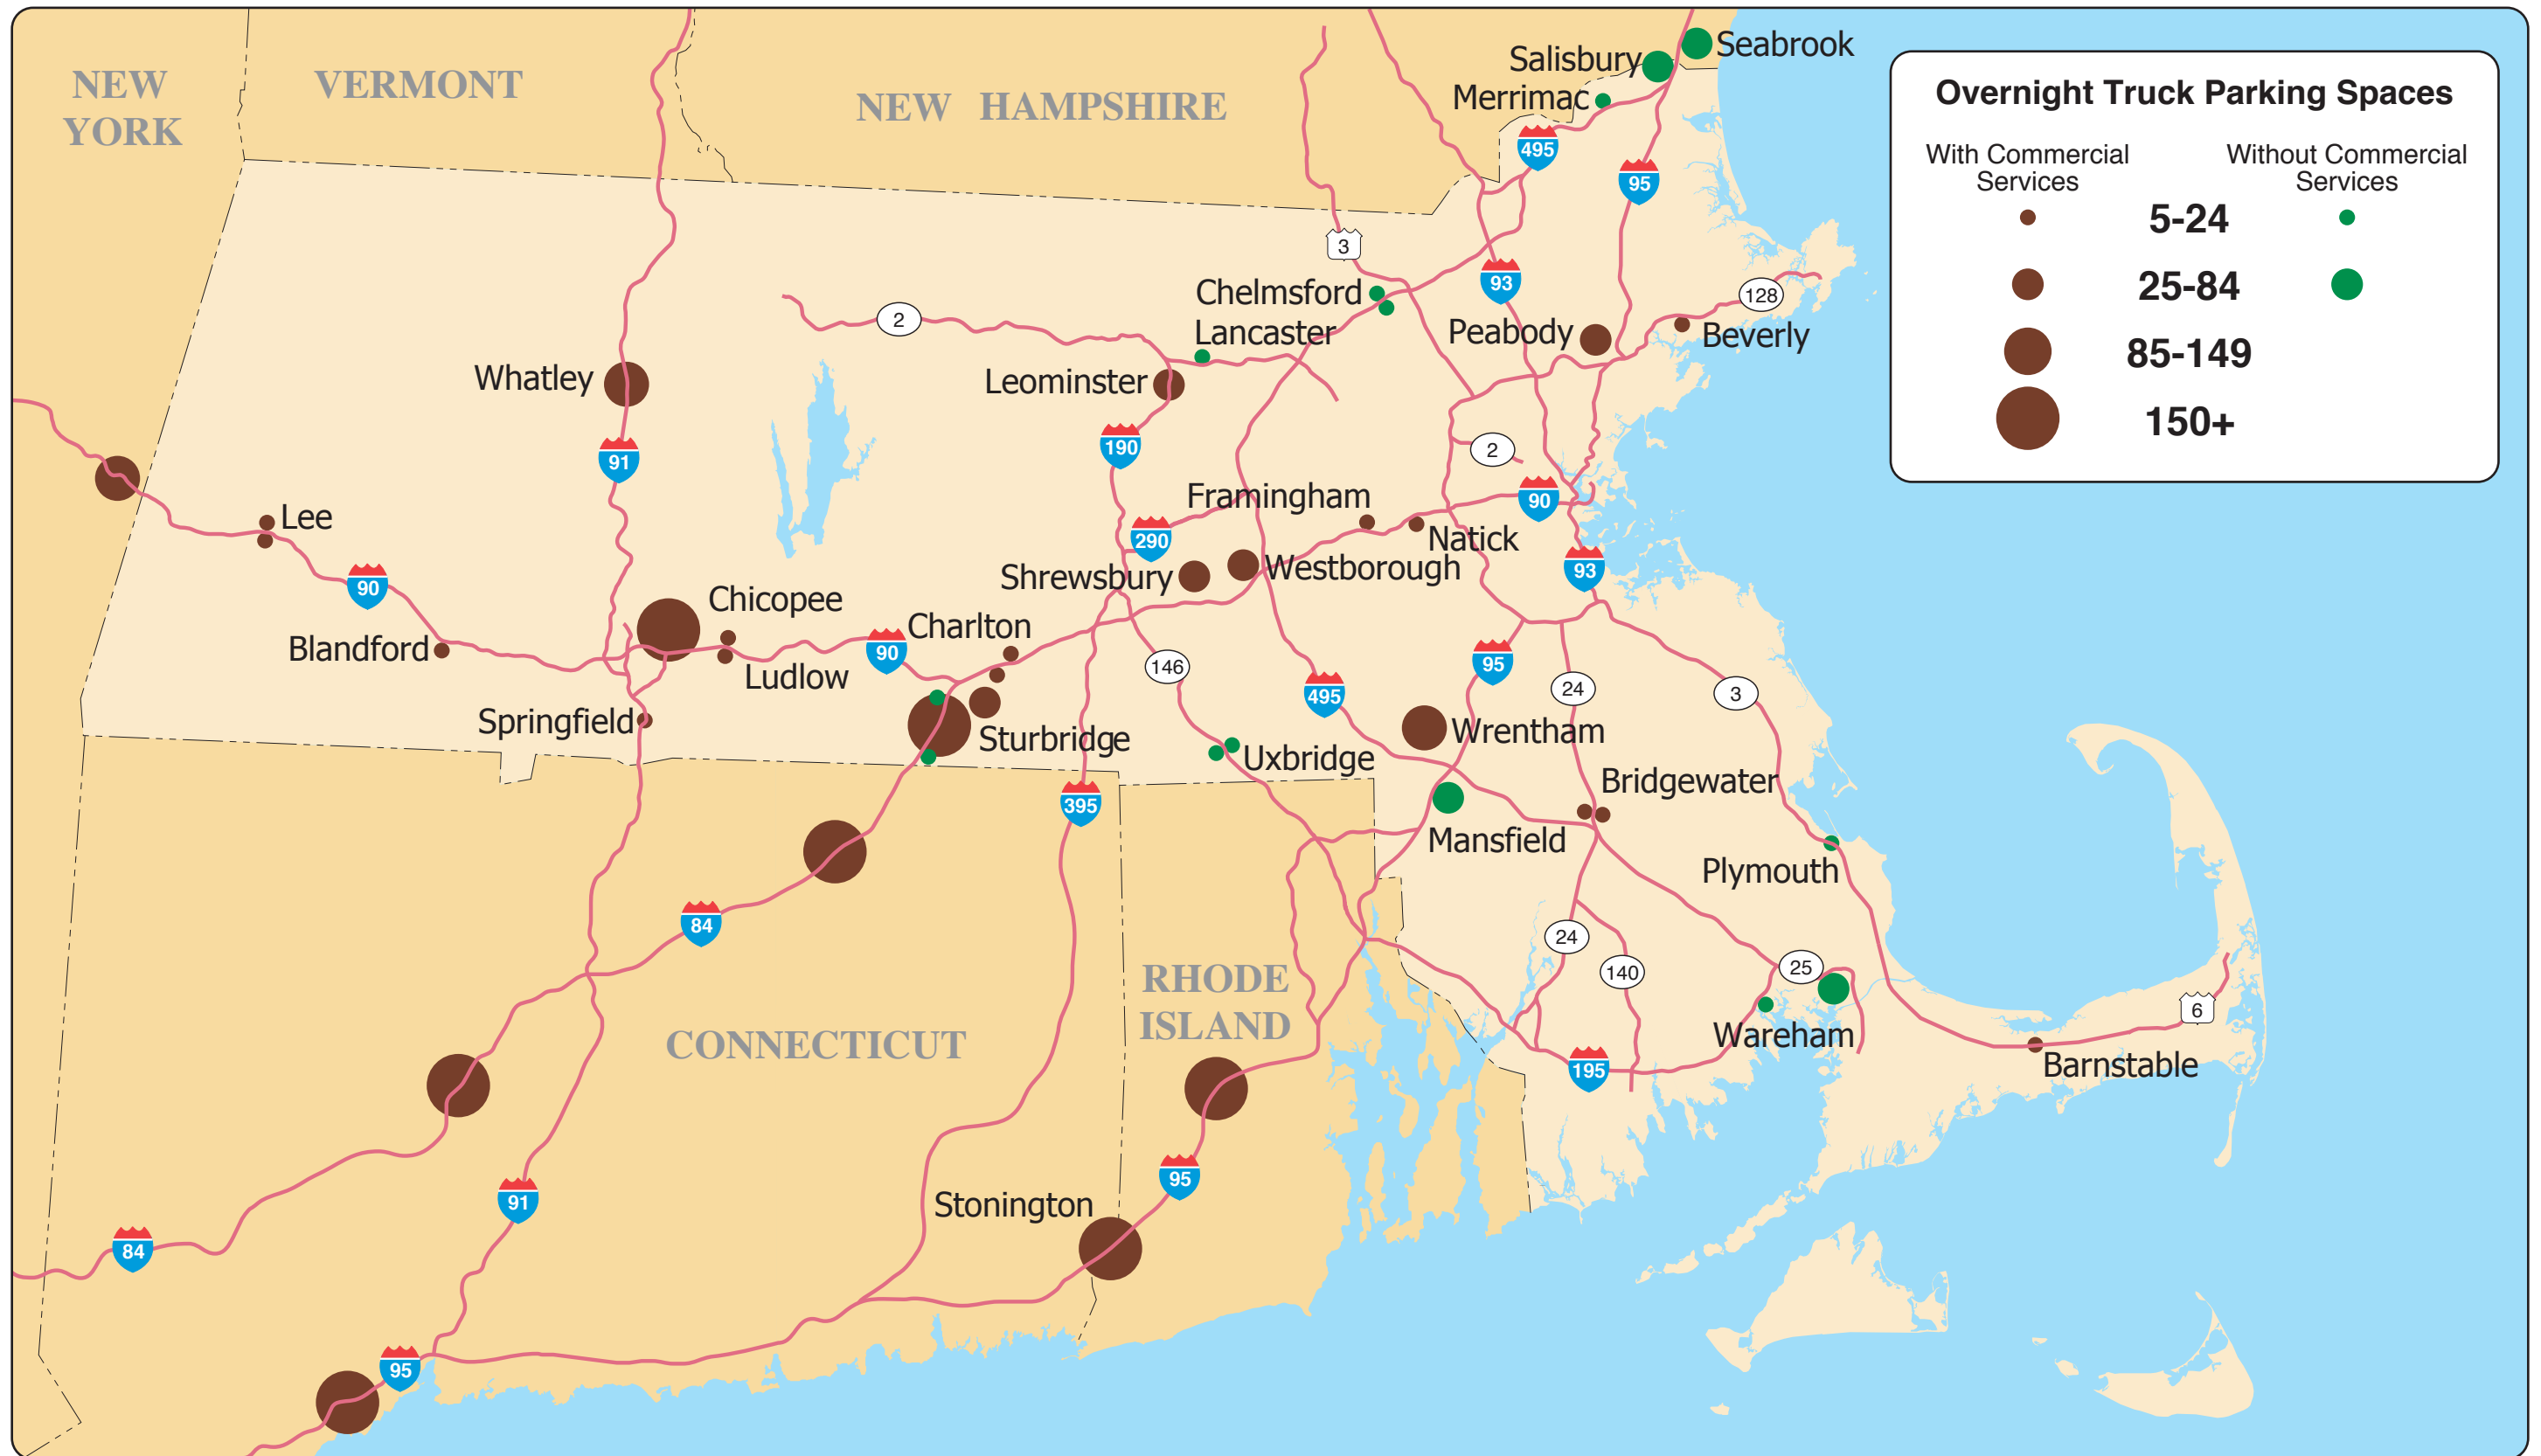 NEW
YORK
VERMONT
NEW HAMPSHIRE
Seabrook
Salisbury
Merrimac
495
95
Overnight Truck Parking Spaces
With Commercial
Services
Without Commercial
Services
5-24
25-84
85-149
150+
3
93
128
Chelmsford
Lancaster
2
Peabody
Beverly
Whatley
Leominster
190
91
2
Framingham
90
Lee
290
Natick
Shrewsbury
Westborough
93
90
Chicopee
Charlton
Blandford
90
Ludlow
146
95
24
3
495
Springfield
Sturbridge
Wrentham
Uxbridge
Bridgewater
395
Mansfield
Plymouth
84
24
140
25
RHODE
ISLAND
CONNECTICUT
Wareham
6
Barnstable
195
95
91
Stonington
84
95